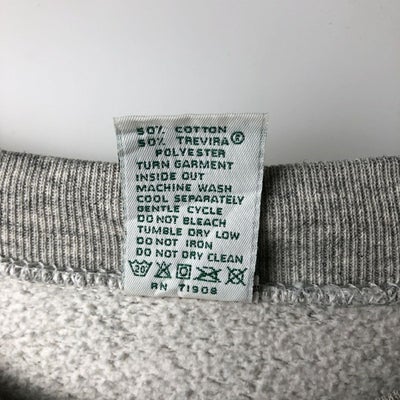 50% COTTON
50% TREVIRA®
POLYESTER
TURN GARMENT
INSIDE OUT
MACHINE WASH
COOL SEPARATELY
GENTLE CYCLE
DO NOT BLEACH
TUMBLE DRY LOW
DO NOT IRON
DO NOT DRY CLEAN
20
RN 71908